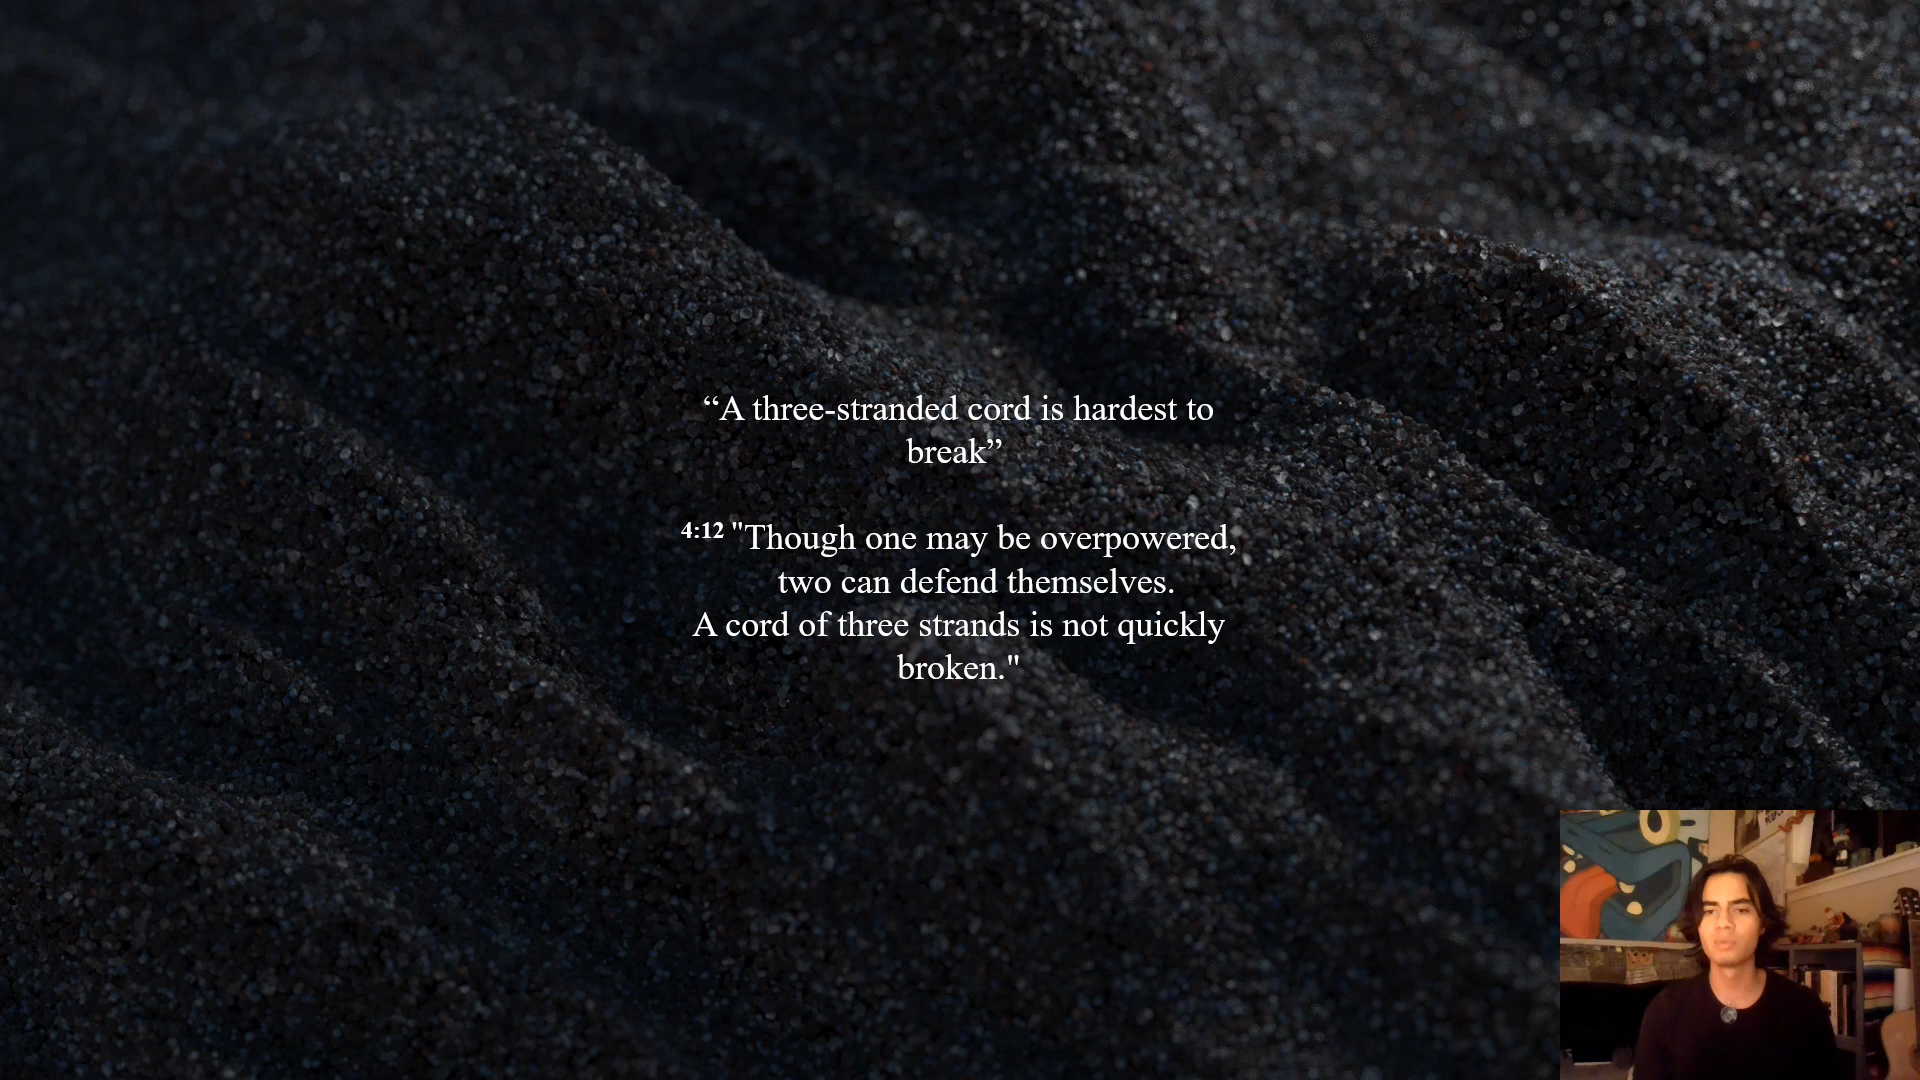 “A three-stranded cord is hardest to
break”
4:12 "Though one may be overpowered,
two can defend themselves.
A cord of three strands is not quickly
broken."